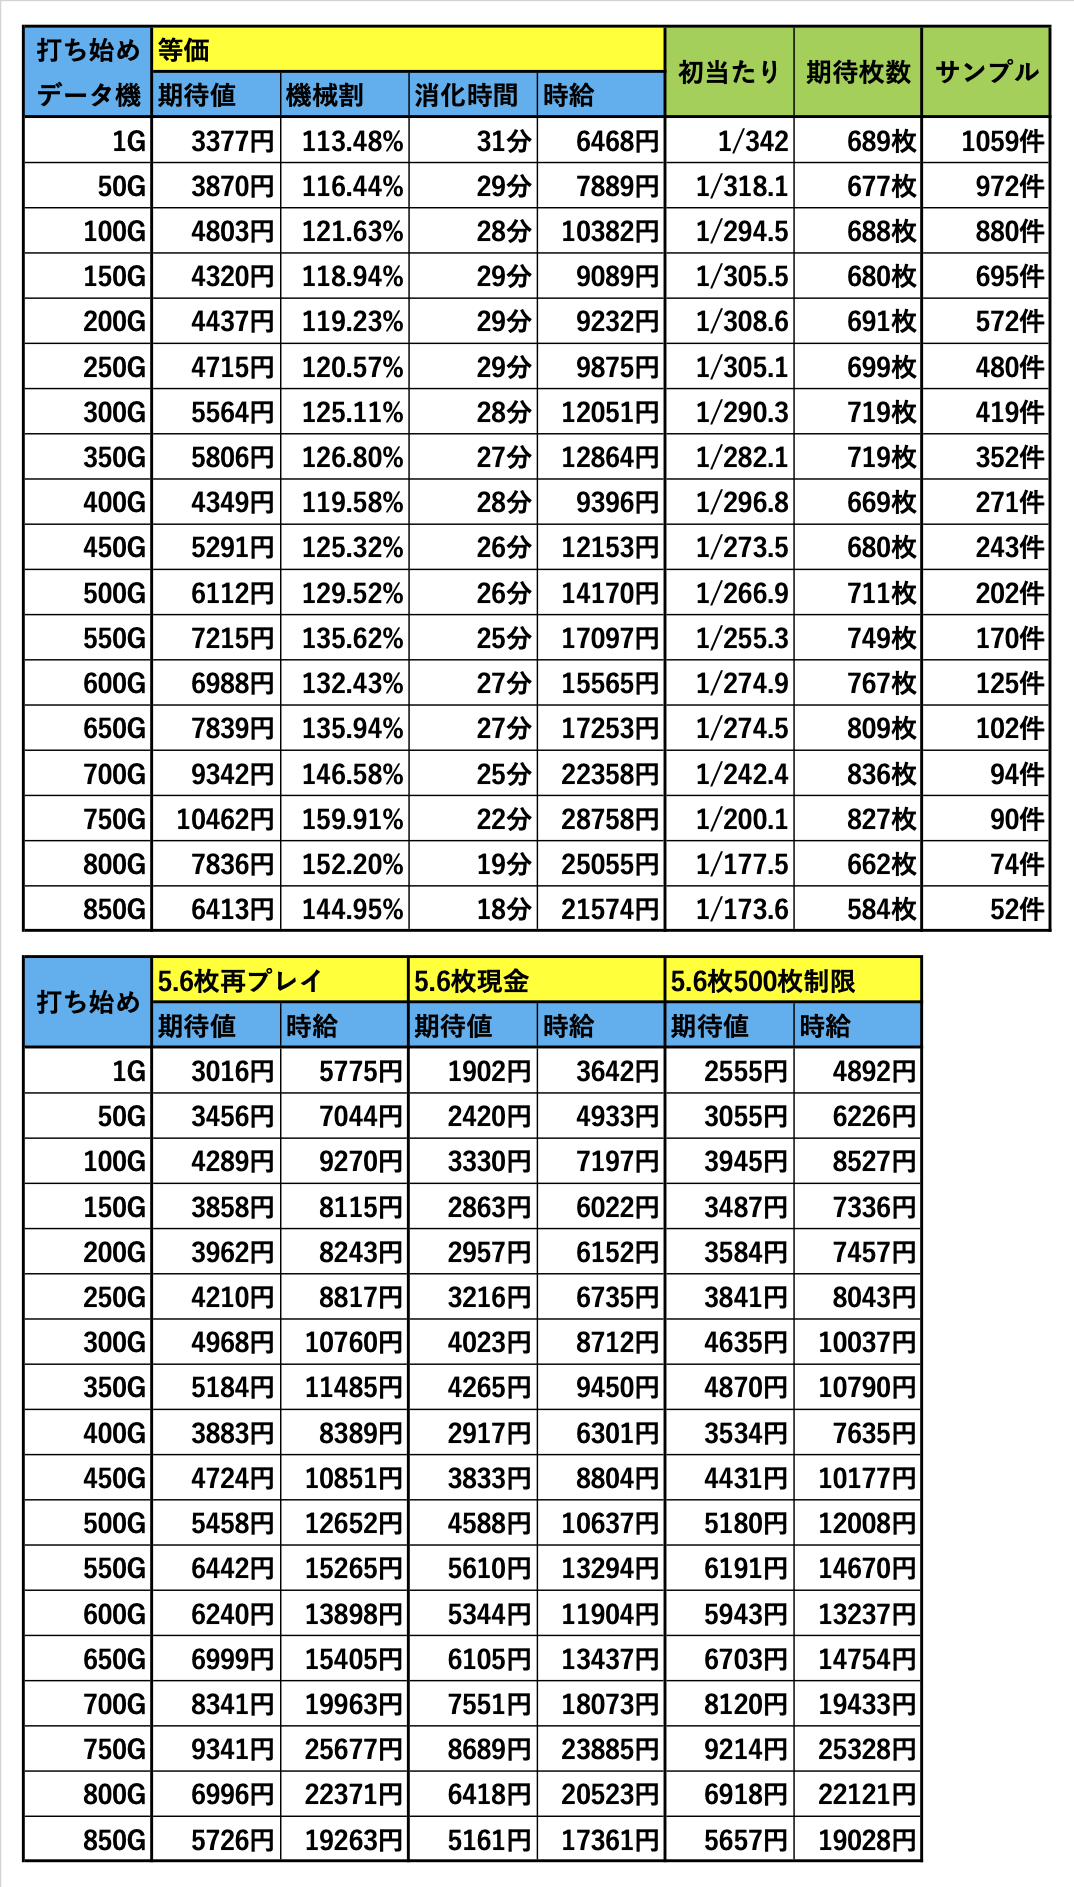 打ち始め 等価 初当たり 期待枚数 サンプル
データ機 期待値 機械割 消化時間 時給
1G 3377円 113.48% 31分 6468円 1/342 689枚 1059件
50G 3870円 116.44% 29分 7889円 1/318.1 677枚 972件
100G 4803円 121.63% 28分 10382円 1/294.5 688枚 880件
150G 4320円 118.94% 29分 9089円 1/305.5 680枚 695件
200G 4437円 119.23% 29分 9232円 1/308.6 691枚 572件
250G 4715円 120.57% 29分 9875円 1/305.1 699枚 480件
300G 5564円 125.11% 28分 12051円 1/290.3 719枚 419件
350G 5806円 126.80% 27分 12864円 1/282.1 719枚 352件
400G 4349円 119.58% 28分 9396円 1/296.8 669枚 271件
450G 5291円 125.32% 26分 12153円 1/273.5 680枚 243件
500G 6112円 129.52% 26分 14170円 1/266.9 711枚 202件
550G 7215円 135.62% 25分 17097円 1/255.3 749枚 170件
600G 6988円 132.43% 27分 15565円 1/274.9 767枚 125件
650G 7839円 135.94% 27分 17253円 1/274.5 809枚 102件
700G 9342円 146.58% 25分 22358円 1/242.4 836枚 94件
750G 10462円 159.91% 22分 28758円 1/200.1 827枚 90件
800G 7836円 152.20% 19分 25055円 1/177.5 662枚 74件
850G 6413円 144.95% 18分 21574円 1/173.6 584枚 52件
打ち始め 5.6枚再プレイ 5.6枚現金 5.6枚500枚制限
期待値 時給 期待値 時給 期待値 時給
1G 3016円 5775円 1902円 3642円 2555円 4892円
50G 3456円 7044円 2420円 4933円 3055円 6226円
100G 4289円 9270円 3330円 7197円 3945円 8527円
150G 3858円 8115円 2863円 6022円 3487円 7336円
200G 3962円 8243円 2957円 6152円 3584円 7457円
250G 4210円 8817円 3216円 6735円 3841円 8043円
300G 4968円 10760円 4023円 8712円 4635円 10037円
350G 5184円 11485円 4265円 9450円 4870円 10790円
400G 3883円 8389円 2917円 6301円 3534円 7635円
450G 4724円 10851円 3833円 8804円 4431円 10177円
500G 5458円 12652円 4588円 10637円 5180円 12008円
550G 6442円 15265円 5610円 13294円 6191円 14670円
600G 6240円 13898円 5344円 11904円 5943円 13237円
650G 6999円 15405円 6105円 13437円 6703円 14754円
700G 8341円 19963円 7551円 18073円 8120円 19433円
750G 9341円 25677円 8689円 23885円 9214円 25328円
800G 6996円 22371円 6418円 20523円 6918円 22121円
850G 5726円 19263円 5161円 17361円 5657円 19028円